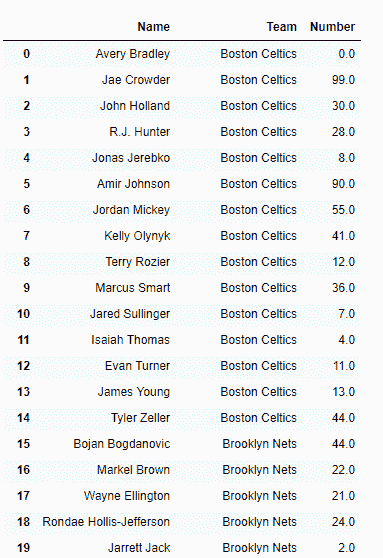 Name Team Number
0 Avery Bradley Boston Celtics 0.0
1 Jae Crowder Boston Celtics 99.0
2 John Holland Boston Celtics 30.0
3 R.J. Hunter Boston Celtics 28.0
4 Jonas Jerebko Boston Celtics 8.0
5 Amir Johnson Boston Celtics 90.0
6 Jordan Mickey Boston Celtics 55.0
7 Kelly Olynyk Boston Celtics 41.0
8 Terry Rozier Boston Celtics 12.0
9 Marcus Smart Boston Celtics 36.0
10 Jared Sullinger Boston Celtics 7.0
11 Isaiah Thomas Boston Celtics 4.0
12 Evan Turner Boston Celtics 11.0
13 James Young Boston Celtics 13.0
14 Tyler Zeller Boston Celtics 44.0
15 Bojan Bogdanovic Brooklyn Nets 44.0
16 Markel Brown Brooklyn Nets 22.0
17 Wayne Ellington Brooklyn Nets 21.0
18 Rondae Hollis-Jefferson Brooklyn Nets 24.0
19 Jarrett Jack Brooklyn Nets 2.0